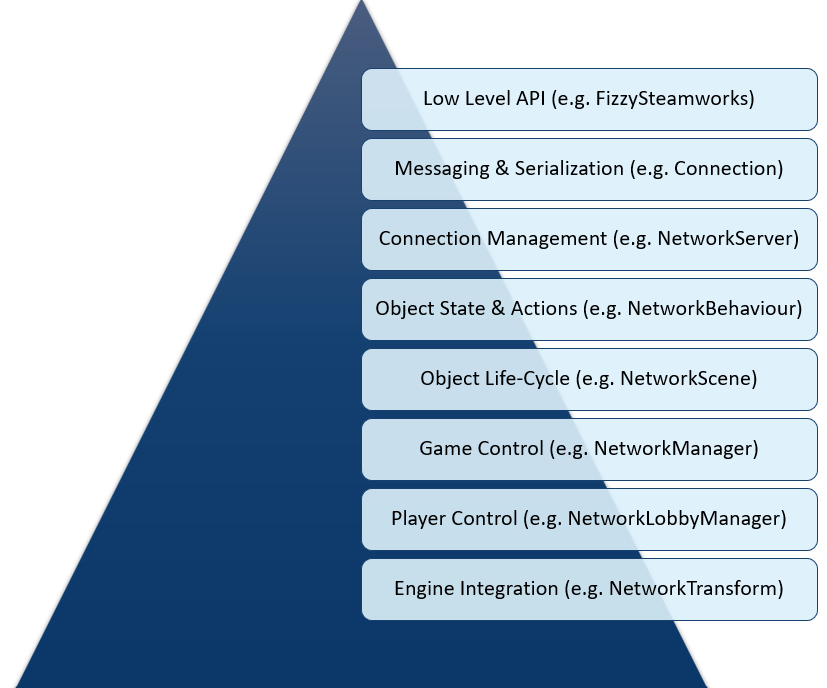 Low Level API (e.g. FizzySteamworks)
Messaging & Serialization (e.g. Connection)
Connection Management (e.g. NetworkServer)
Object State & Actions (e.g. NetworkBehaviour)
Object Life-Cycle (e.g. NetworkScene)
Game Control (e.g. NetworkManager)
Player Control (e.g. NetworkLobbyManager)
Engine Integration (e.g. NetworkTransform)